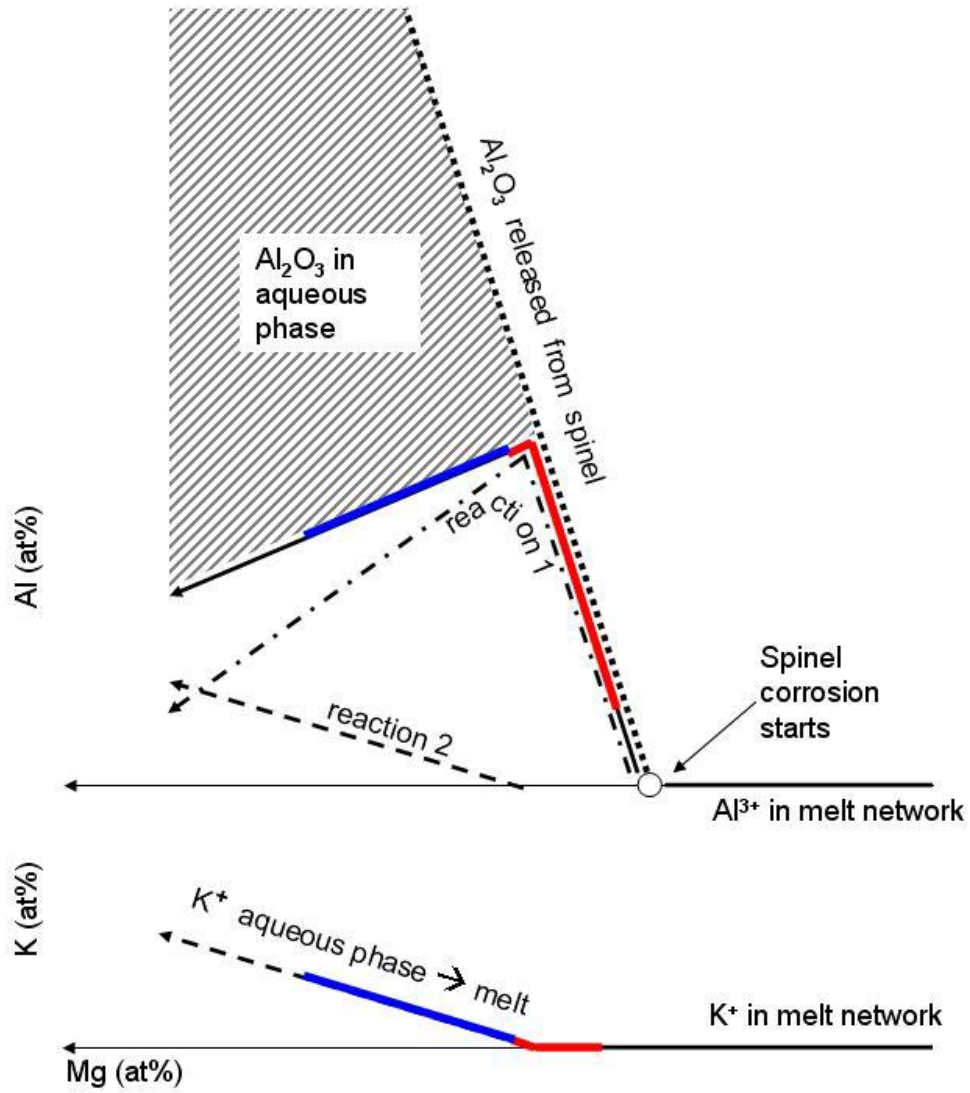 Al₂O₃ released from spinel
Al₂O₃ in
aqueous
phase
reaction 1
Al (at%)
Spinel
corrosion
starts
reaction 2
Al³⁺ in melt network
K (at%)
K⁺ aqueous phase → melt
K⁺ in melt network
Mg (at%)